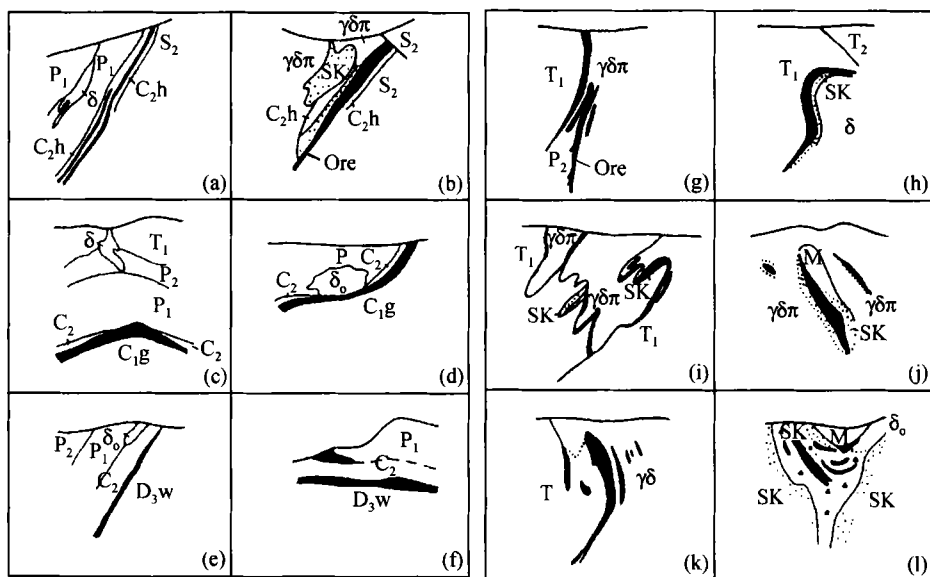 P₁
P₁
S₂
δ
C₂h
C₂h
(a)
γδπ
γδπ
SK
S₂
C₂h
C₂h
Ore
(b)
δ
T₁
P₂
P₁
C₂
C₁g
C₂
(c)
P
C₂
C₂
δₒ
C₁g
(d)
P₂
P₁
δₒ
C₂
D₃w
(e)
P₁
C₂
D₃w
(f)
T₁
γδπ
P₂
Ore
(g)
T₂
T₁
SK
δ
(h)
γδπ
T₁
SK
γδπ
SK
T₁
(i)
M
γδπ
γδπ
SK
(j)
T
γδ
(k)
SK
M
δₒ
SK
SK
(l)